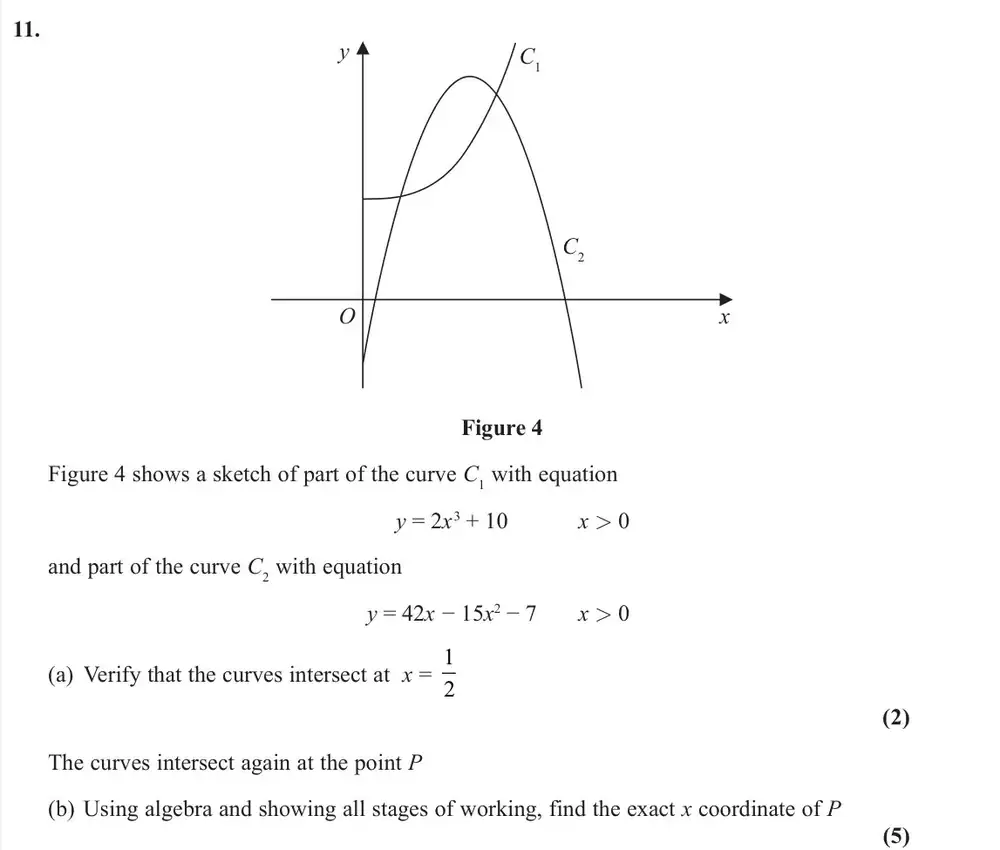 11.
y
C₁
C₂
O
x
Figure 4
Figure 4 shows a sketch of part of the curve C₁ with equation
y = 2x³ + 10 x > 0
and part of the curve C₂ with equation
y = 42x − 15x² − 7 x > 0
(a) Verify that the curves intersect at x = 1/2
(2)
The curves intersect again at the point P
(b) Using algebra and showing all stages of working, find the exact x coordinate of P
(5)